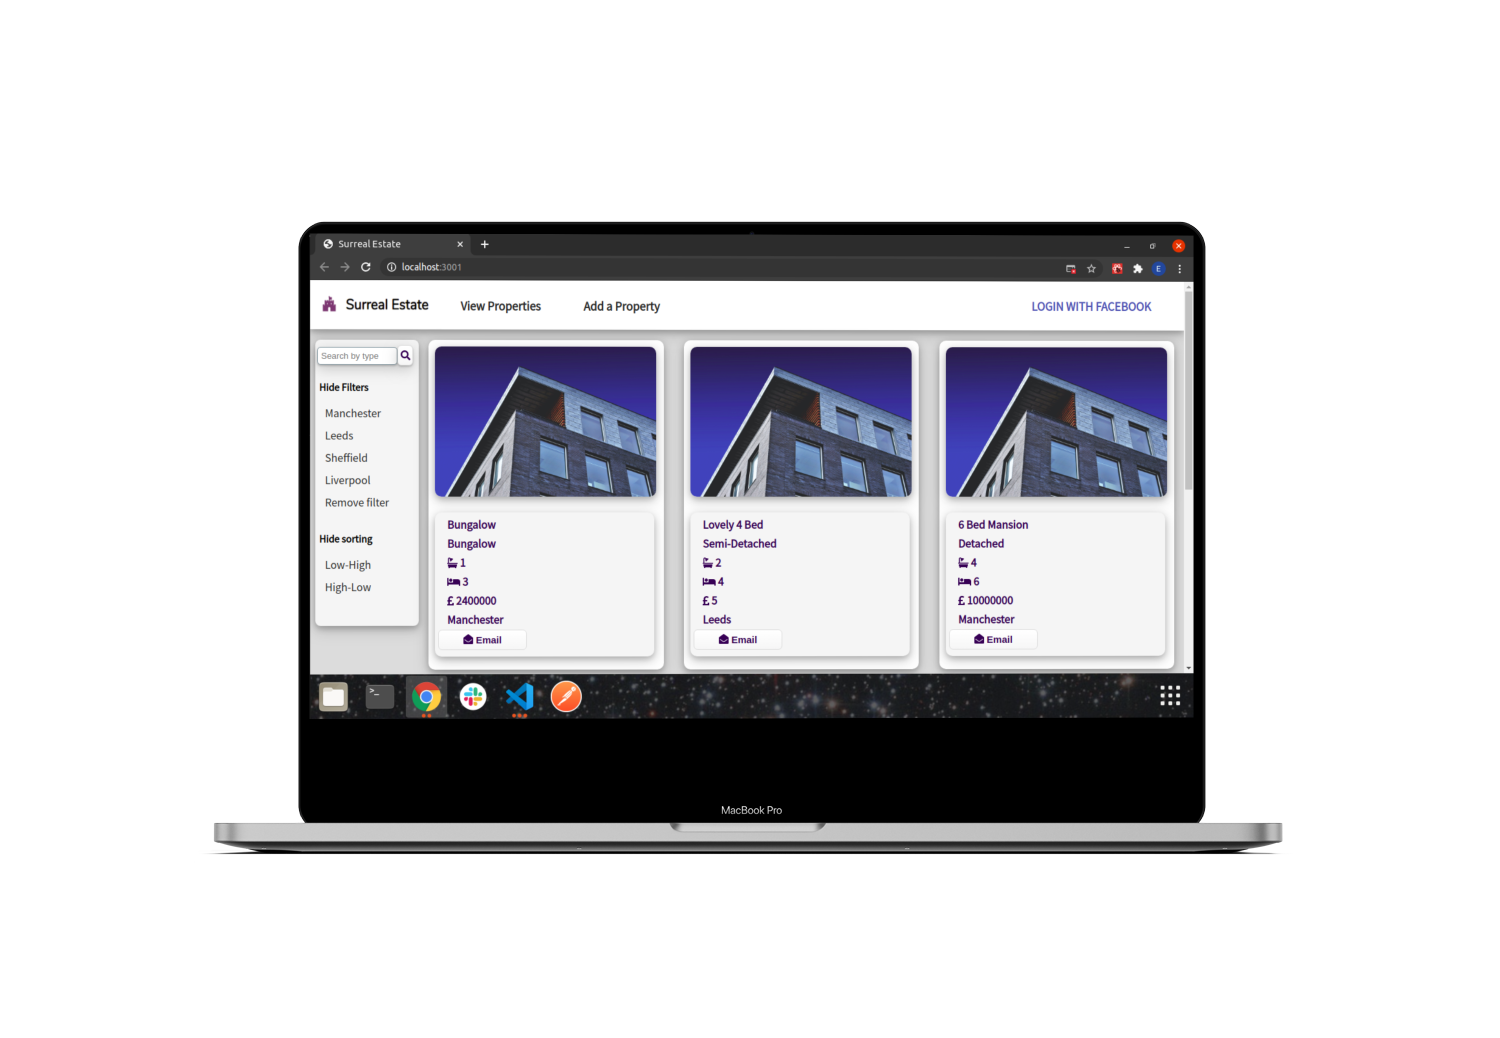 Surreal Estate
localhost:3001
Surreal Estate
View Properties
Add a Property
LOGIN WITH FACEBOOK
Search by type
Hide Filters
Manchester
Leeds
Sheffield
Liverpool
Remove filter
Hide sorting
Low-High
High-Low
Bungalow
Bungalow
1
3
£ 2400000
Manchester
Email
Lovely 4 Bed
Semi-Detached
2
4
£ 5
Leeds
Email
6 Bed Mansion
Detached
4
6
£ 10000000
Manchester
Email
E
>_
MacBook Pro